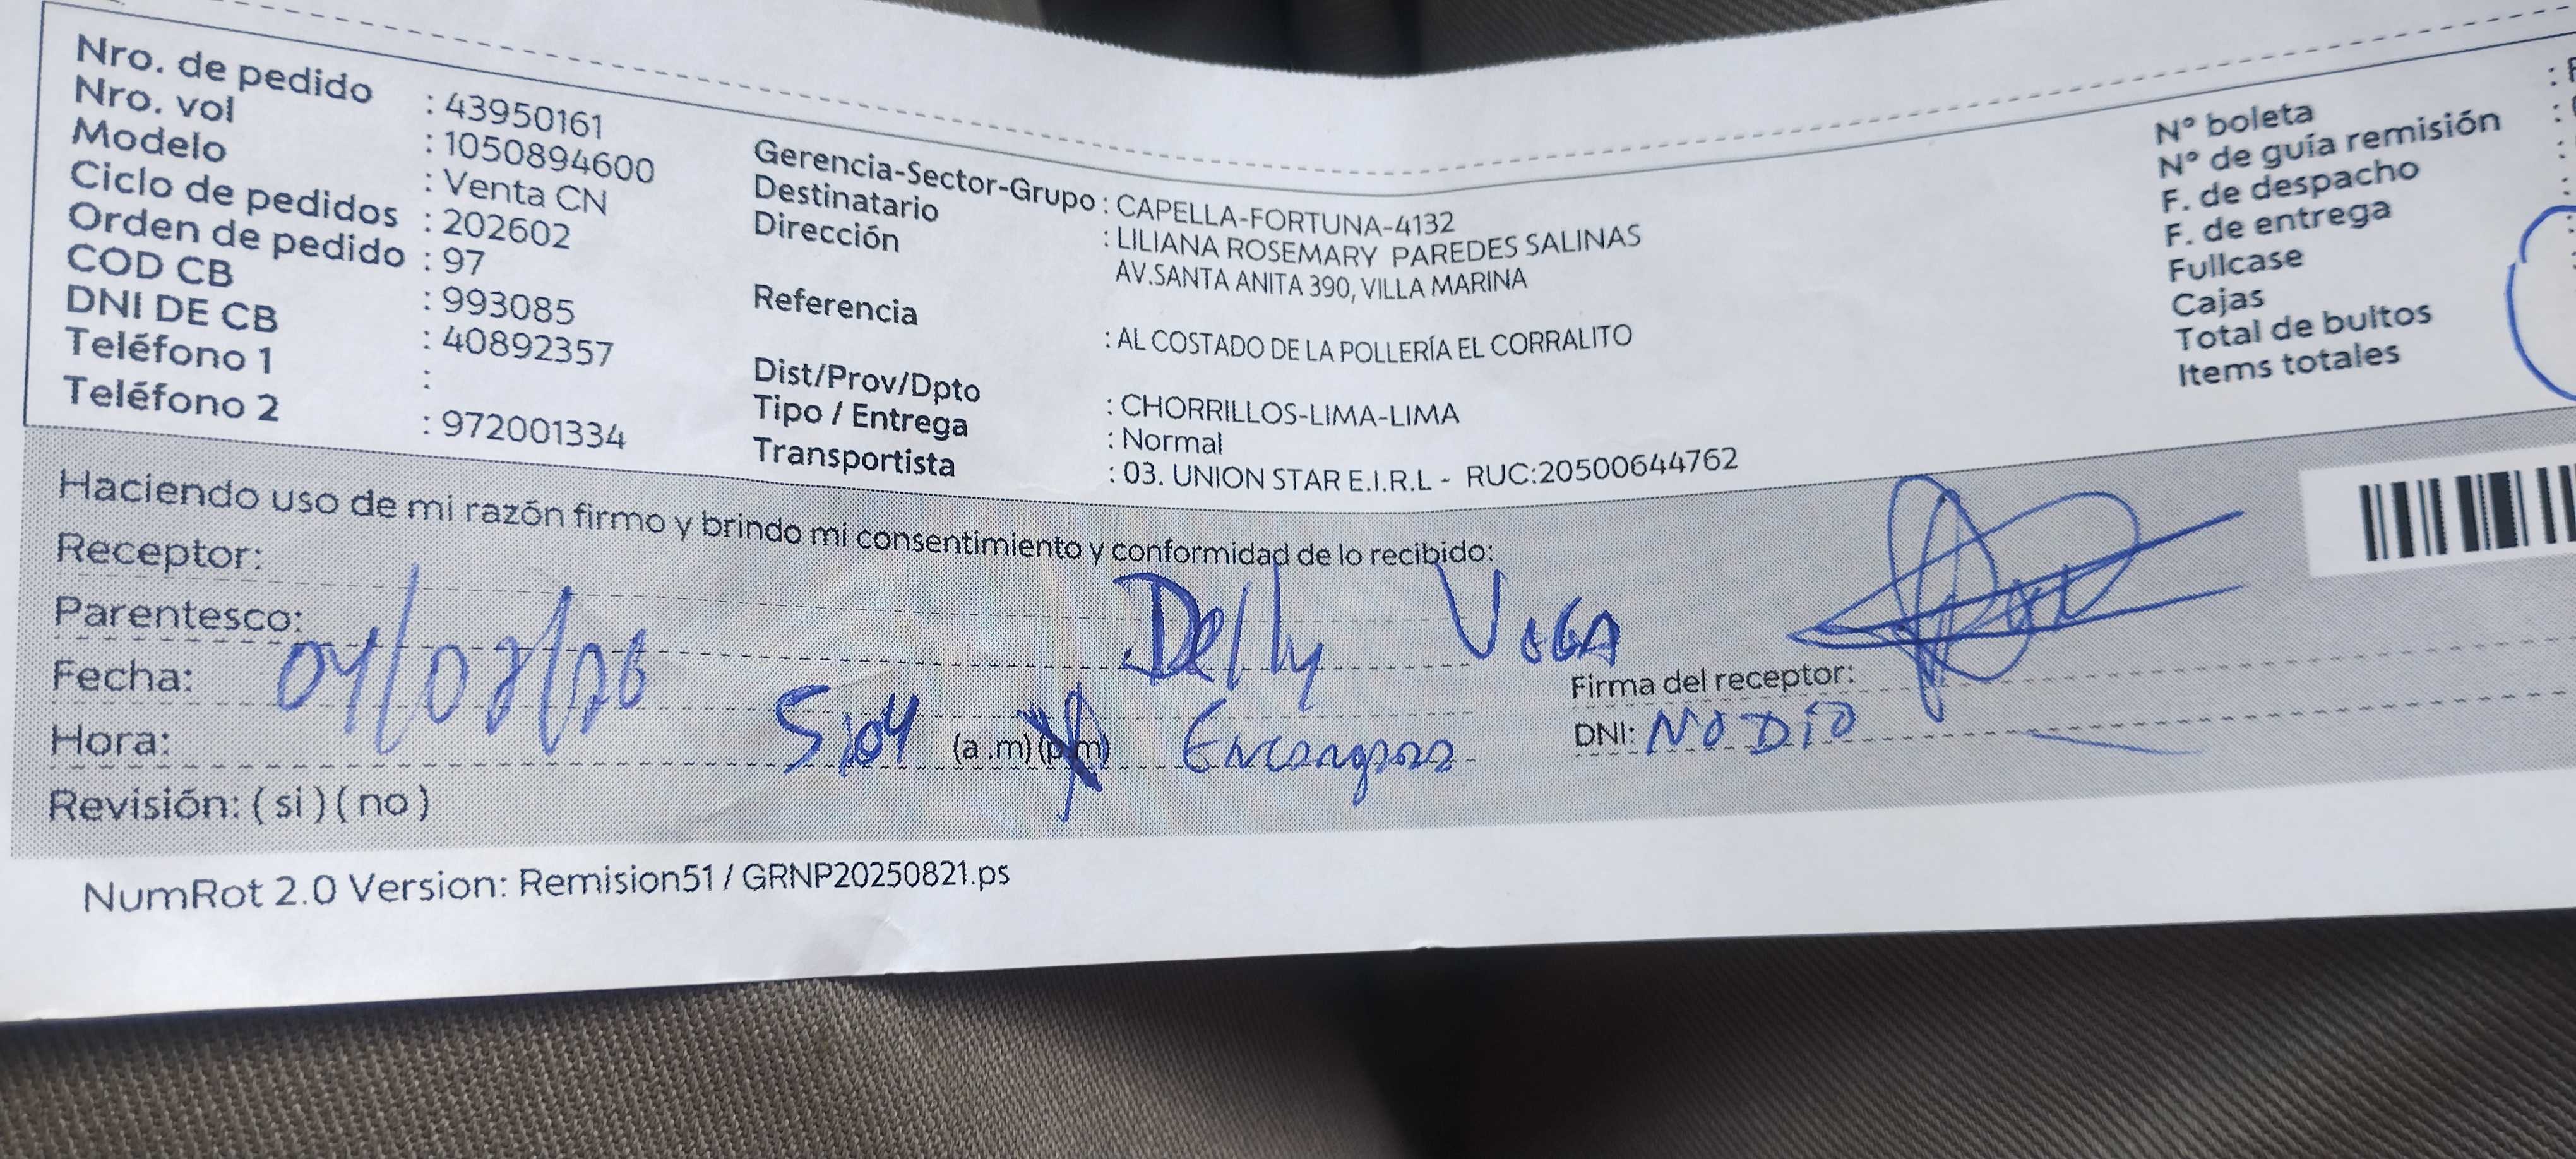 Nro. de pedido : 43950161
Nro. vol : 1050894600
Modelo : Venta CN
Ciclo de pedidos : 202602
Orden de pedido : 97
COD CB : 993085
DNI DE CB : 40892357
Teléfono 1 :
Teléfono 2 : 972001334
Gerencia-Sector-Grupo : CAPELLA-FORTUNA-4132
Destinatario : LILIANA ROSEMARY PAREDES SALINAS
Dirección AV.SANTA ANITA 390, VILLA MARINA
Referencia : AL COSTADO DE LA POLLERÍA EL CORRALITO
Dist/Prov/Dpto : CHORRILLOS-LIMA-LIMA
Tipo / Entrega : Normal
Transportista : 03. UNION STAR E.I.R.L - RUC:20500644762
N° boleta :
N° de guía remisión :
F. de despacho :
F. de entrega :
Fullcase
Cajas
Total de bultos
Items totales
Haciendo uso de mi razón firmo y brindo mi consentimiento y conformidad de lo recibido:
Receptor: Delly VEGA
Parentesco:
Fecha:
Hora: 5:04 (a .m) (p.m)
Revisión: ( si ) ( no )
Firma del receptor:
DNI: NO DIO
NumRot 2.0 Version: Remision51 / GRNP20250821.ps